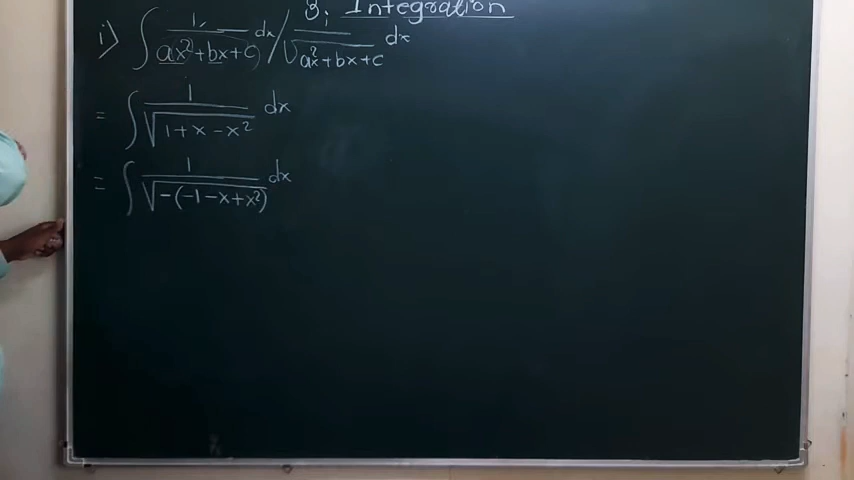 3. Integration
i) ∫ 1/(ax²+bx+c) dx / 1/√(ax²+bx+c) dx
= ∫ 1/√(1+x-x²) dx
= ∫ 1/√(-(-1-x+x²)) dx